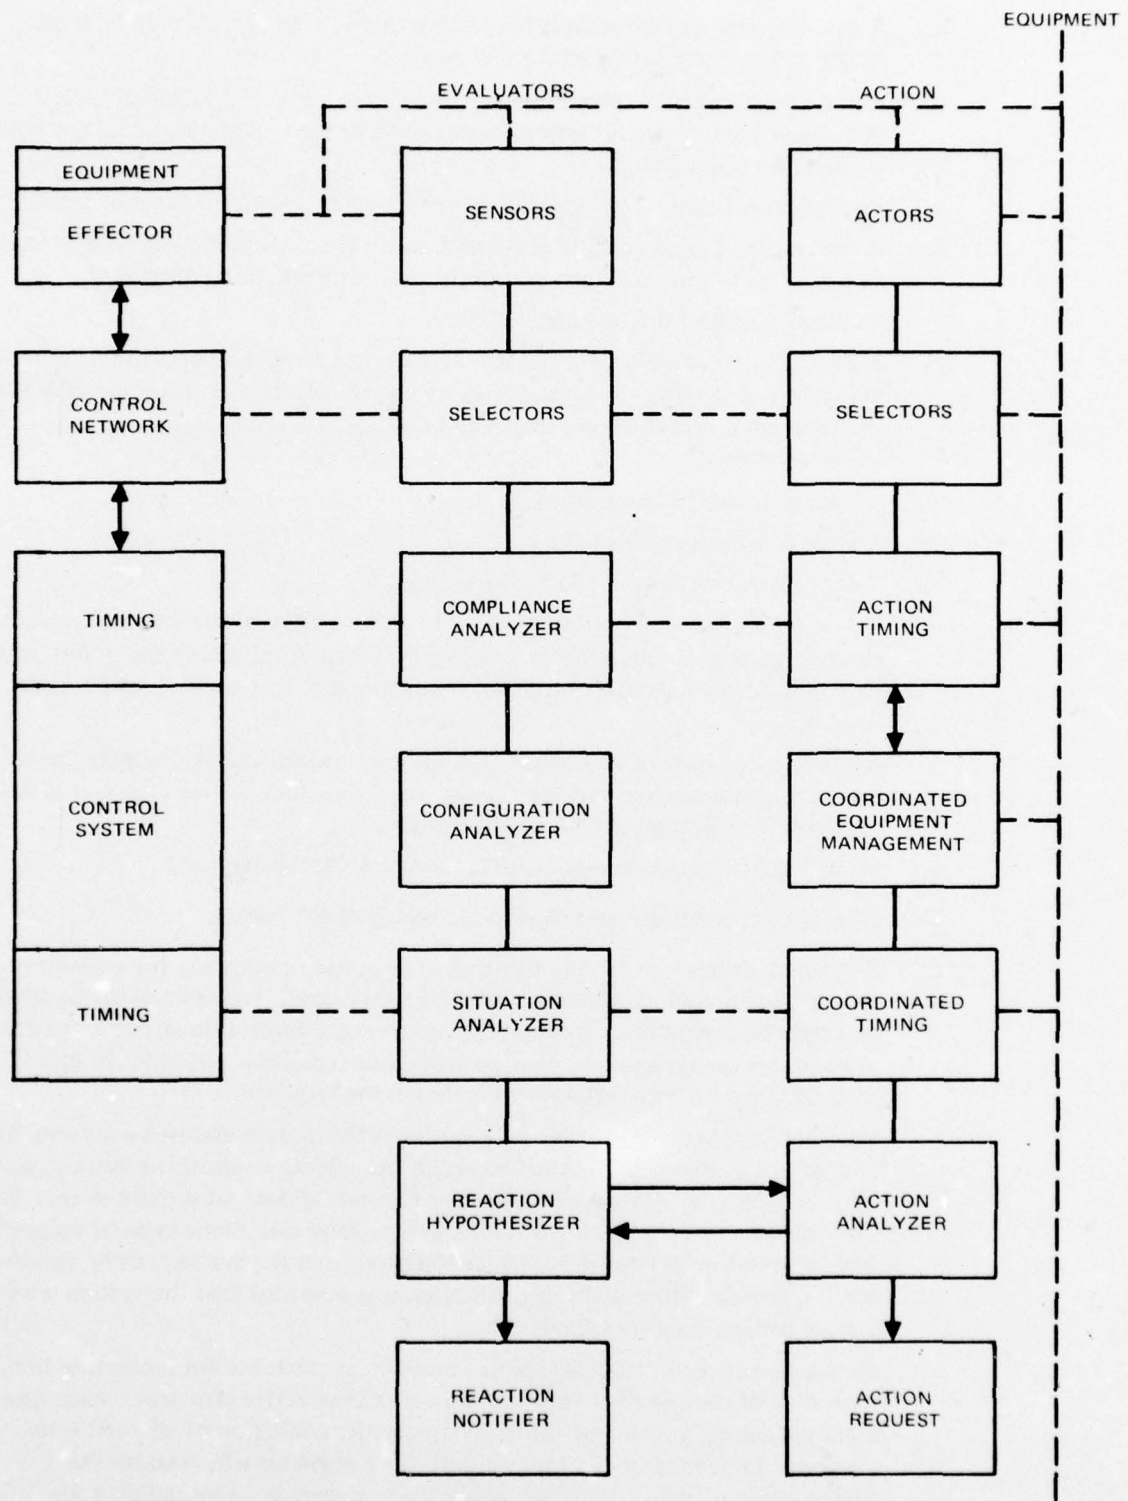 EQUIPMENT
EVALUATORS
ACTION
EQUIPMENT
EFFECTOR
SENSORS
ACTORS
CONTROL
NETWORK
SELECTORS
SELECTORS
TIMING
COMPLIANCE
ANALYZER
ACTION
TIMING
CONTROL
SYSTEM
CONFIGURATION
ANALYZER
COORDINATED
EQUIPMENT
MANAGEMENT
TIMING
SITUATION
ANALYZER
COORDINATED
TIMING
REACTION
HYPOTHESIZER
ACTION
ANALYZER
REACTION
NOTIFIER
ACTION
REQUEST